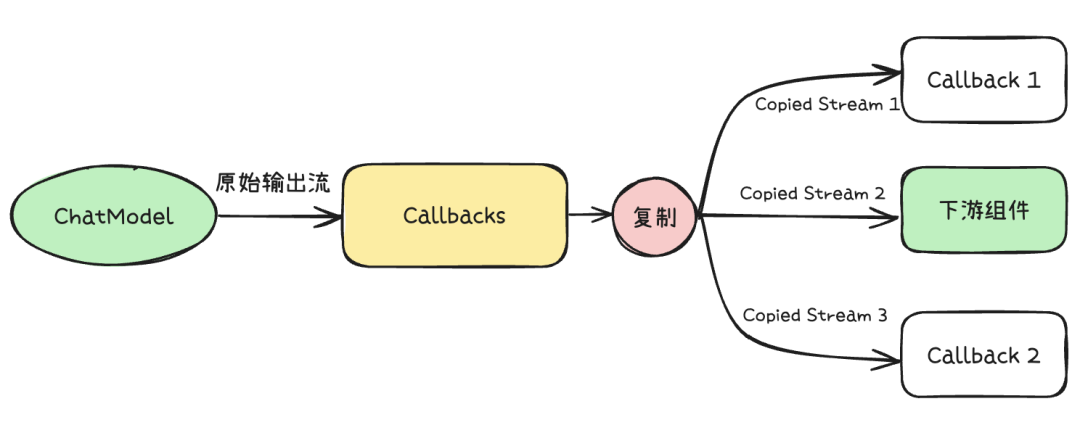 ChatModel
原始输出流
Callbacks
复制
Copied Stream 1
Callback 1
Copied Stream 2
下游组件
Copied Stream 3
Callback 2